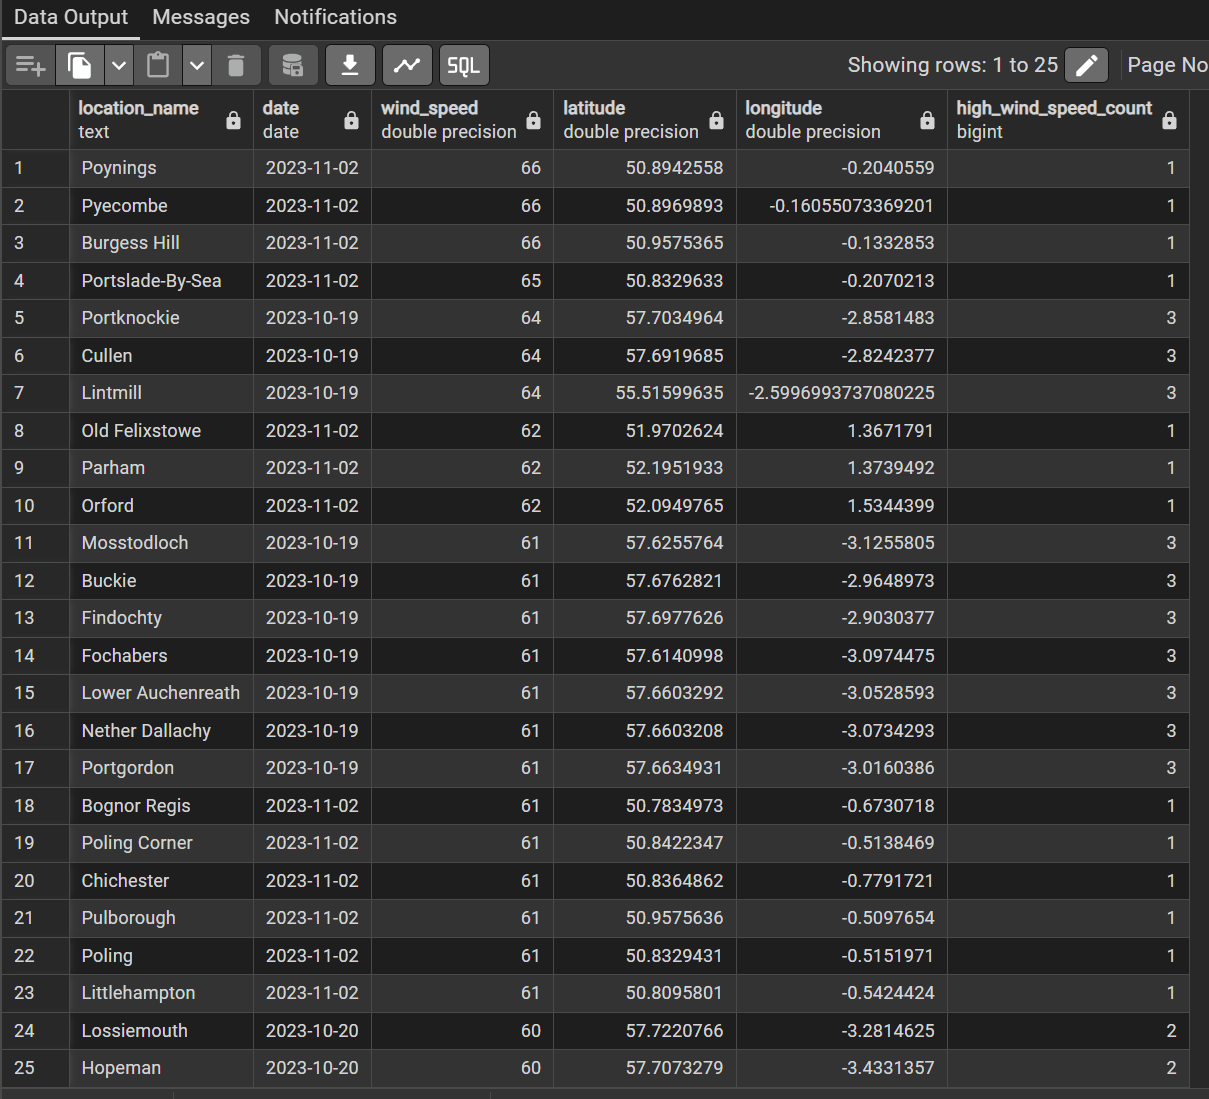 Data Output Messages Notifications
SQL Showing rows: 1 to 25 Page No
location_name date wind_speed latitude longitude high_wind_speed_count
text date double precision double precision double precision bigint
1 Poynings 2023-11-02 66 50.8942558 -0.2040559 1
2 Pyecombe 2023-11-02 66 50.8969893 -0.16055073369201 1
3 Burgess Hill 2023-11-02 66 50.9575365 -0.1332853 1
4 Portslade-By-Sea 2023-11-02 65 50.8329633 -0.2070213 1
5 Portknockie 2023-10-19 64 57.7034964 -2.8581483 3
6 Cullen 2023-10-19 64 57.6919685 -2.8242377 3
7 Lintmill 2023-10-19 64 55.51599635 -2.5996993737080225 3
8 Old Felixstowe 2023-11-02 62 51.9702624 1.3671791 1
9 Parham 2023-11-02 62 52.1951933 1.3739492 1
10 Orford 2023-11-02 62 52.0949765 1.5344399 1
11 Mosstodloch 2023-10-19 61 57.6255764 -3.1255805 3
12 Buckie 2023-10-19 61 57.6762821 -2.9648973 3
13 Findochty 2023-10-19 61 57.6977626 -2.9030377 3
14 Fochabers 2023-10-19 61 57.6140998 -3.0974475 3
15 Lower Auchenreath 2023-10-19 61 57.6603292 -3.0528593 3
16 Nether Dallachy 2023-10-19 61 57.6603208 -3.0734293 3
17 Portgordon 2023-10-19 61 57.6634931 -3.0160386 3
18 Bognor Regis 2023-11-02 61 50.7834973 -0.6730718 1
19 Poling Corner 2023-11-02 61 50.8422347 -0.5138469 1
20 Chichester 2023-11-02 61 50.8364862 -0.7791721 1
21 Pulborough 2023-11-02 61 50.9575636 -0.5097654 1
22 Poling 2023-11-02 61 50.8329431 -0.5151971 1
23 Littlehampton 2023-11-02 61 50.8095801 -0.5424424 1
24 Lossiemouth 2023-10-20 60 57.7220766 -3.2814625 2
25 Hopeman 2023-10-20 60 57.7073279 -3.4331357 2